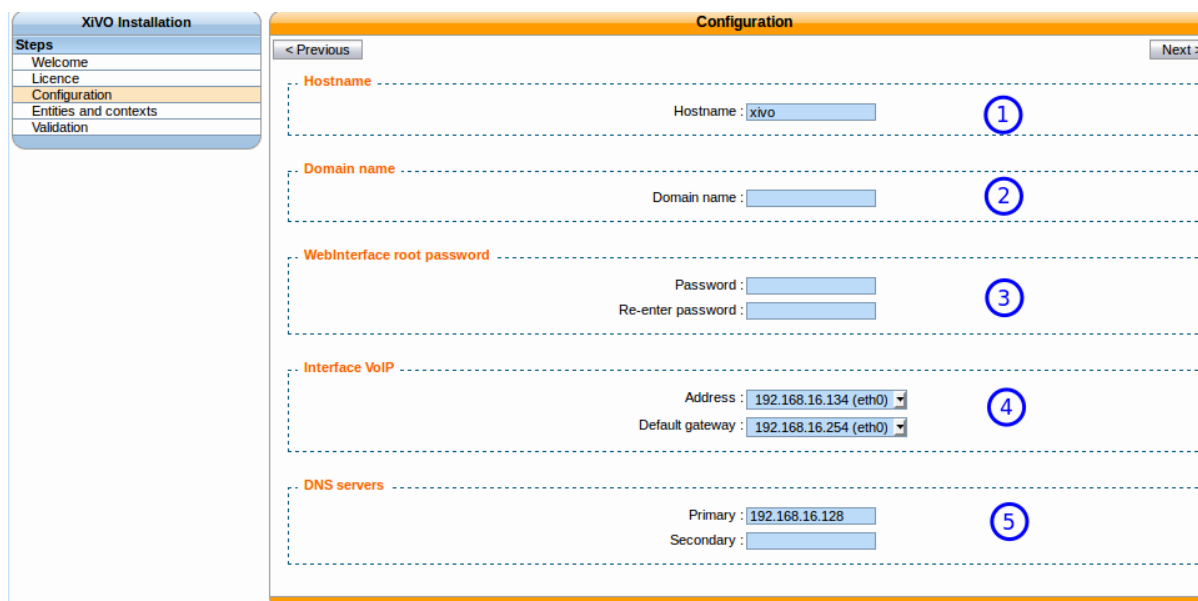 XiVO Installation
Steps
Welcome
Licence
Configuration
Entities and contexts
Validation
Configuration
< Previous
Next >
Hostname
Hostname : xivo
1
Domain name
Domain name :
2
WebInterface root password
Password :
Re-enter password :
3
Interface VoIP
Address : 192.168.16.134 (eth0)
Default gateway : 192.168.16.254 (eth0)
4
DNS servers
Primary : 192.168.16.128
Secondary :
5